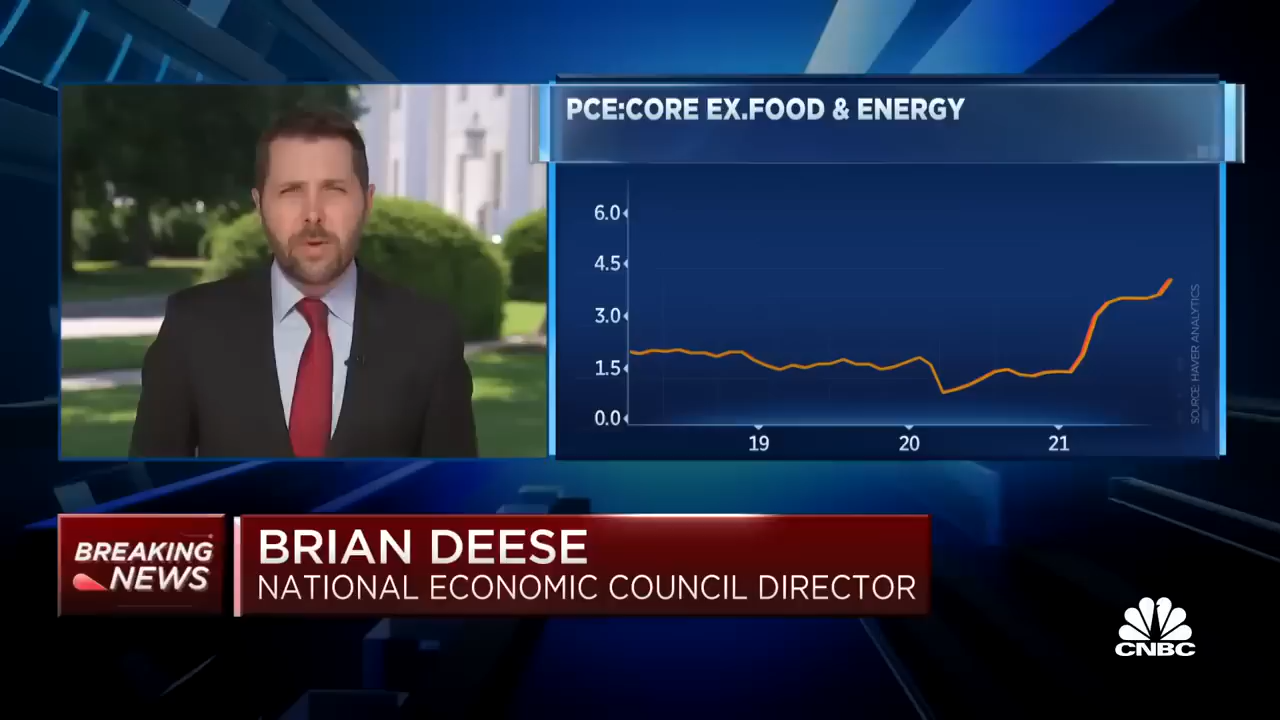 PCE:CORE EX.FOOD & ENERGY
6.0
4.5
3.0
1.5
0.0
19
20
21
SOURCE: HAVER ANALYTICS
BREAKING
NEWS
BRIAN DEESE
NATIONAL ECONOMIC COUNCIL DIRECTOR
CNBC